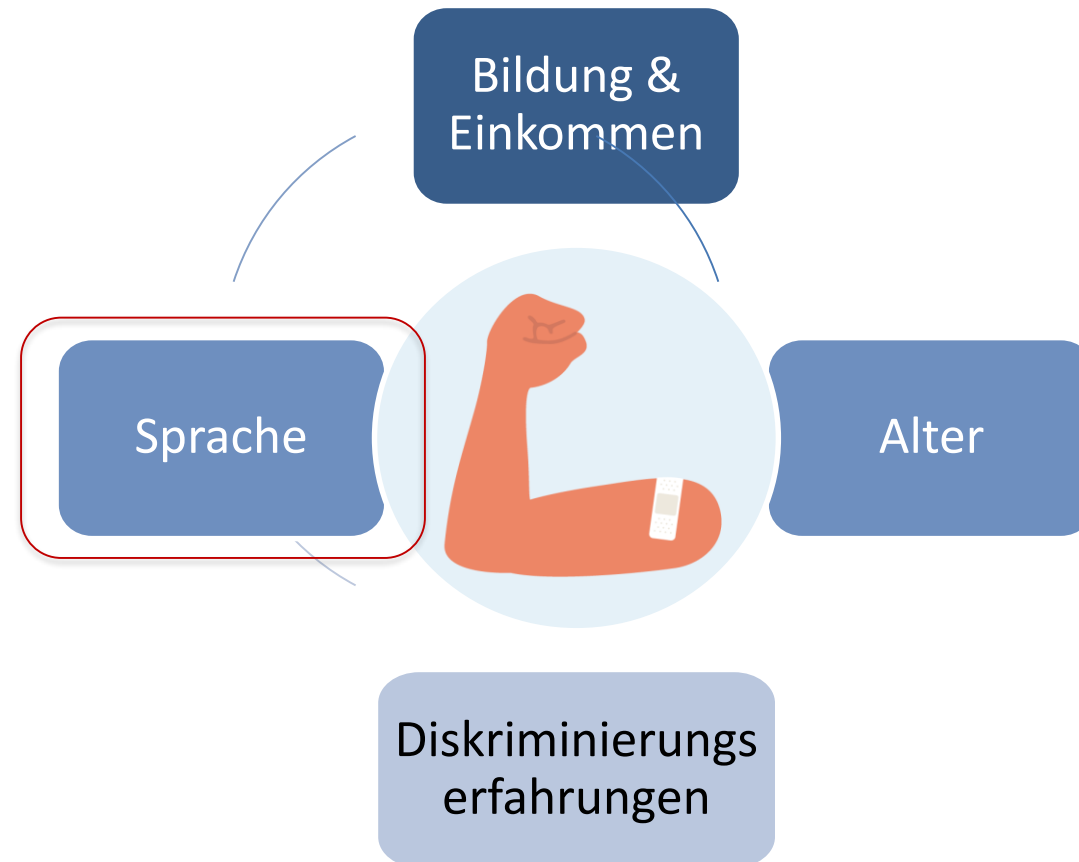 Bildung &
Einkommen
Sprache
Alter
Diskriminierungs
erfahrungen